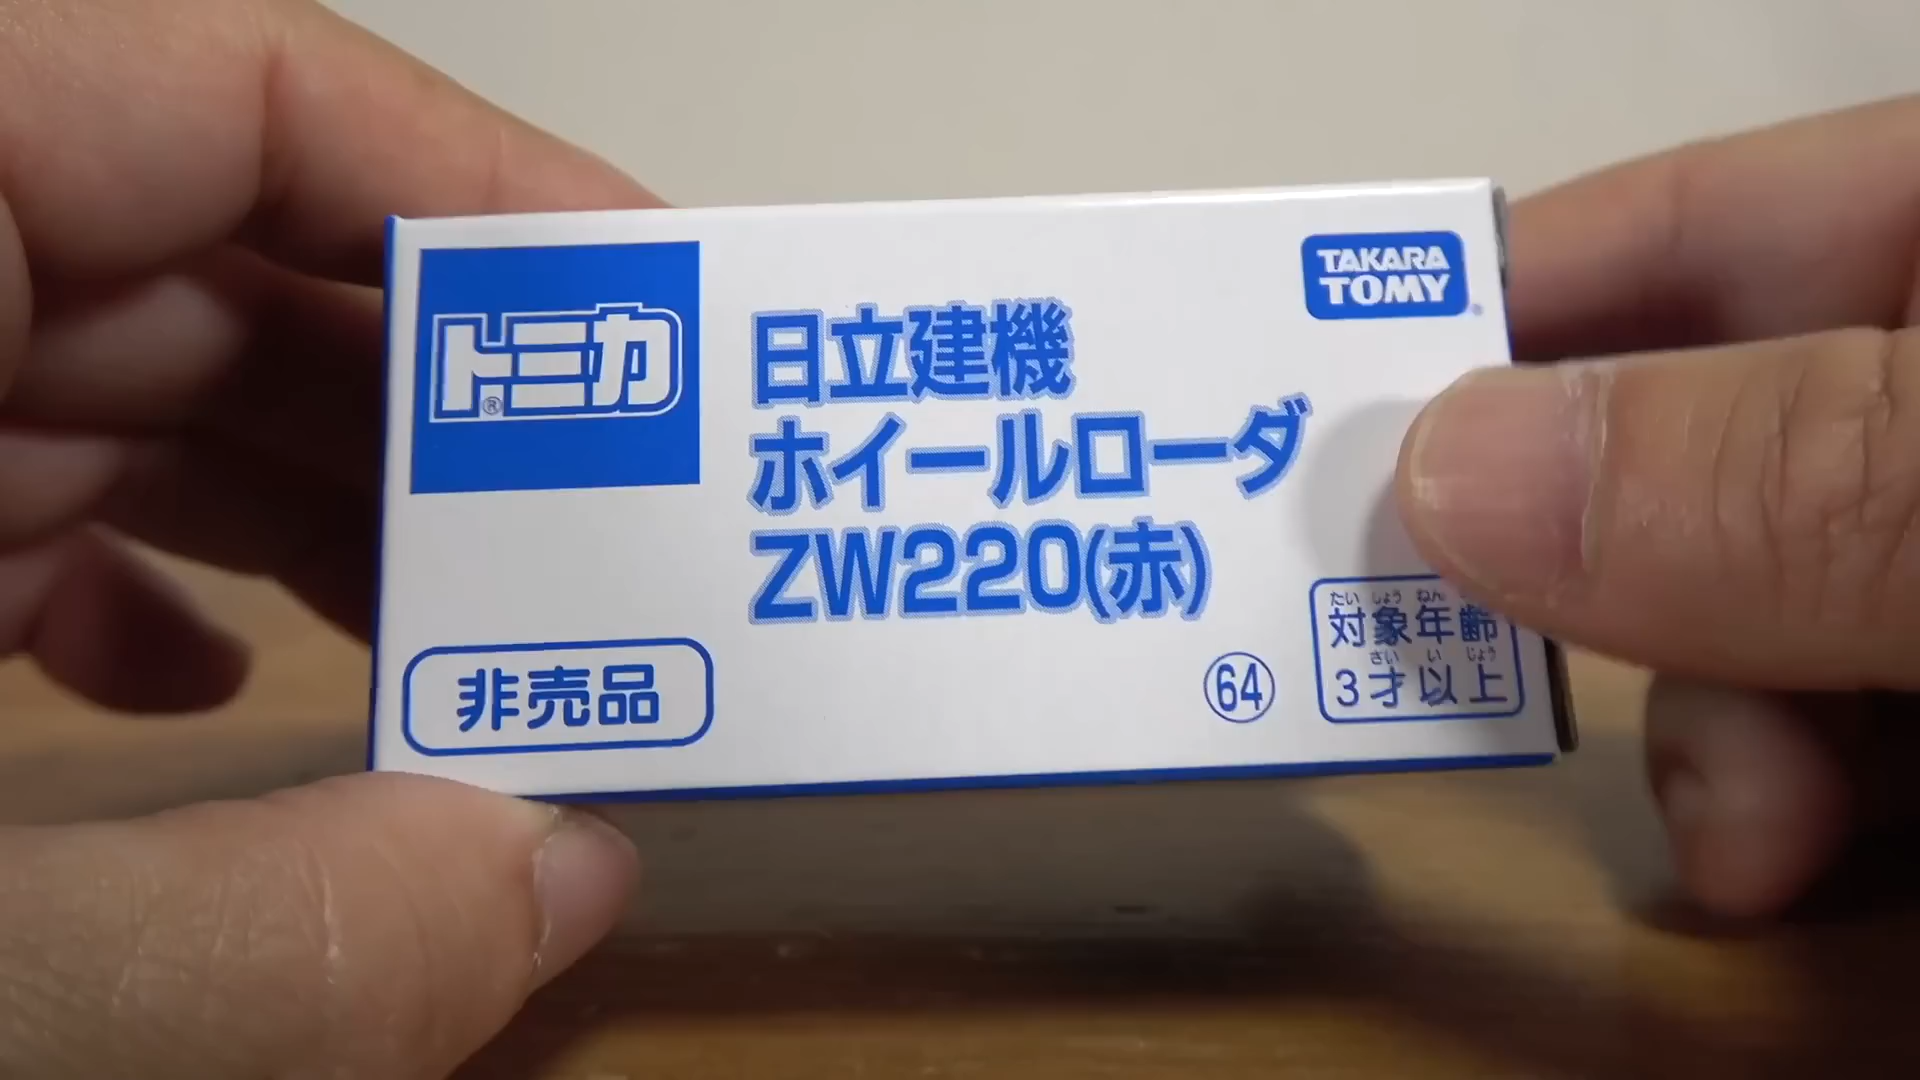 トミカ®
日立建機
ホイールローダ
ZW220(赤)
TAKARA
TOMY
非売品
64
たいしょうねん
対象年齢
さいいじょう
3才以上